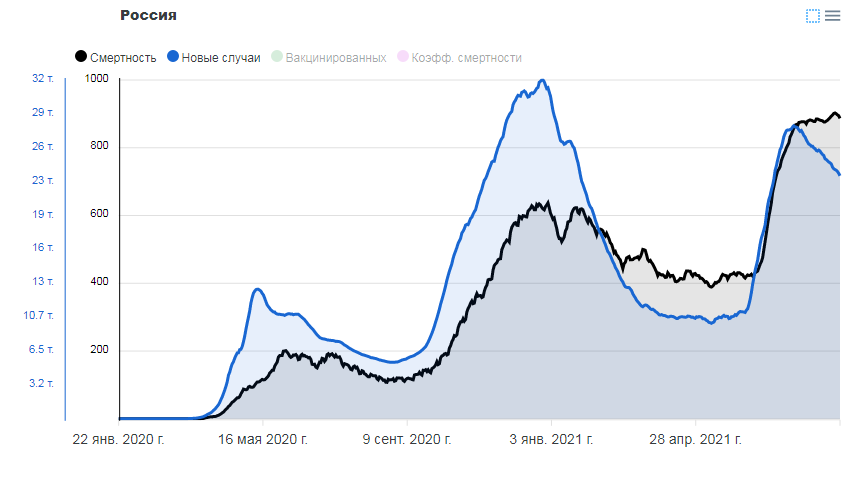 Россия
Смертность Новые случаи Вакцинированных Коэфф. смертности
32 т. 1000
29 т.
26 т. 800
23 т.
19 т. 600
16 т.
13 т. 400
10.7 т.
6.5 т. 200
3.2 т.
22 янв. 2020 г. 16 мая 2020 г. 9 сент. 2020 г. 3 янв. 2021 г. 28 апр. 2021 г.